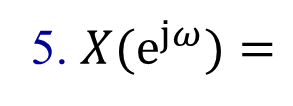 5. X(e^{jω}) =